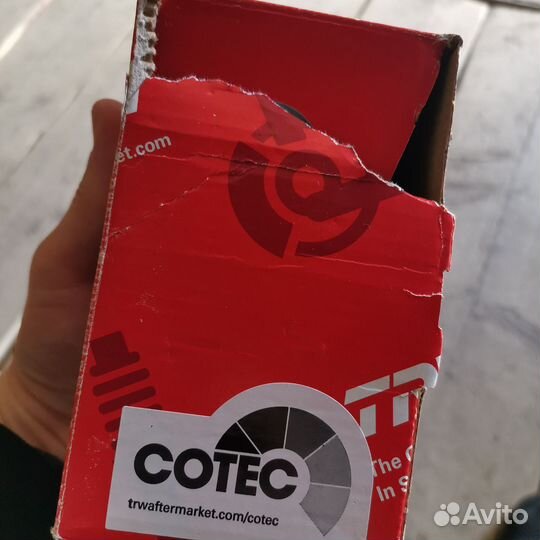 et.com
TR
The
In S
COTEC
trwaftermarket.com/cotec
Avito